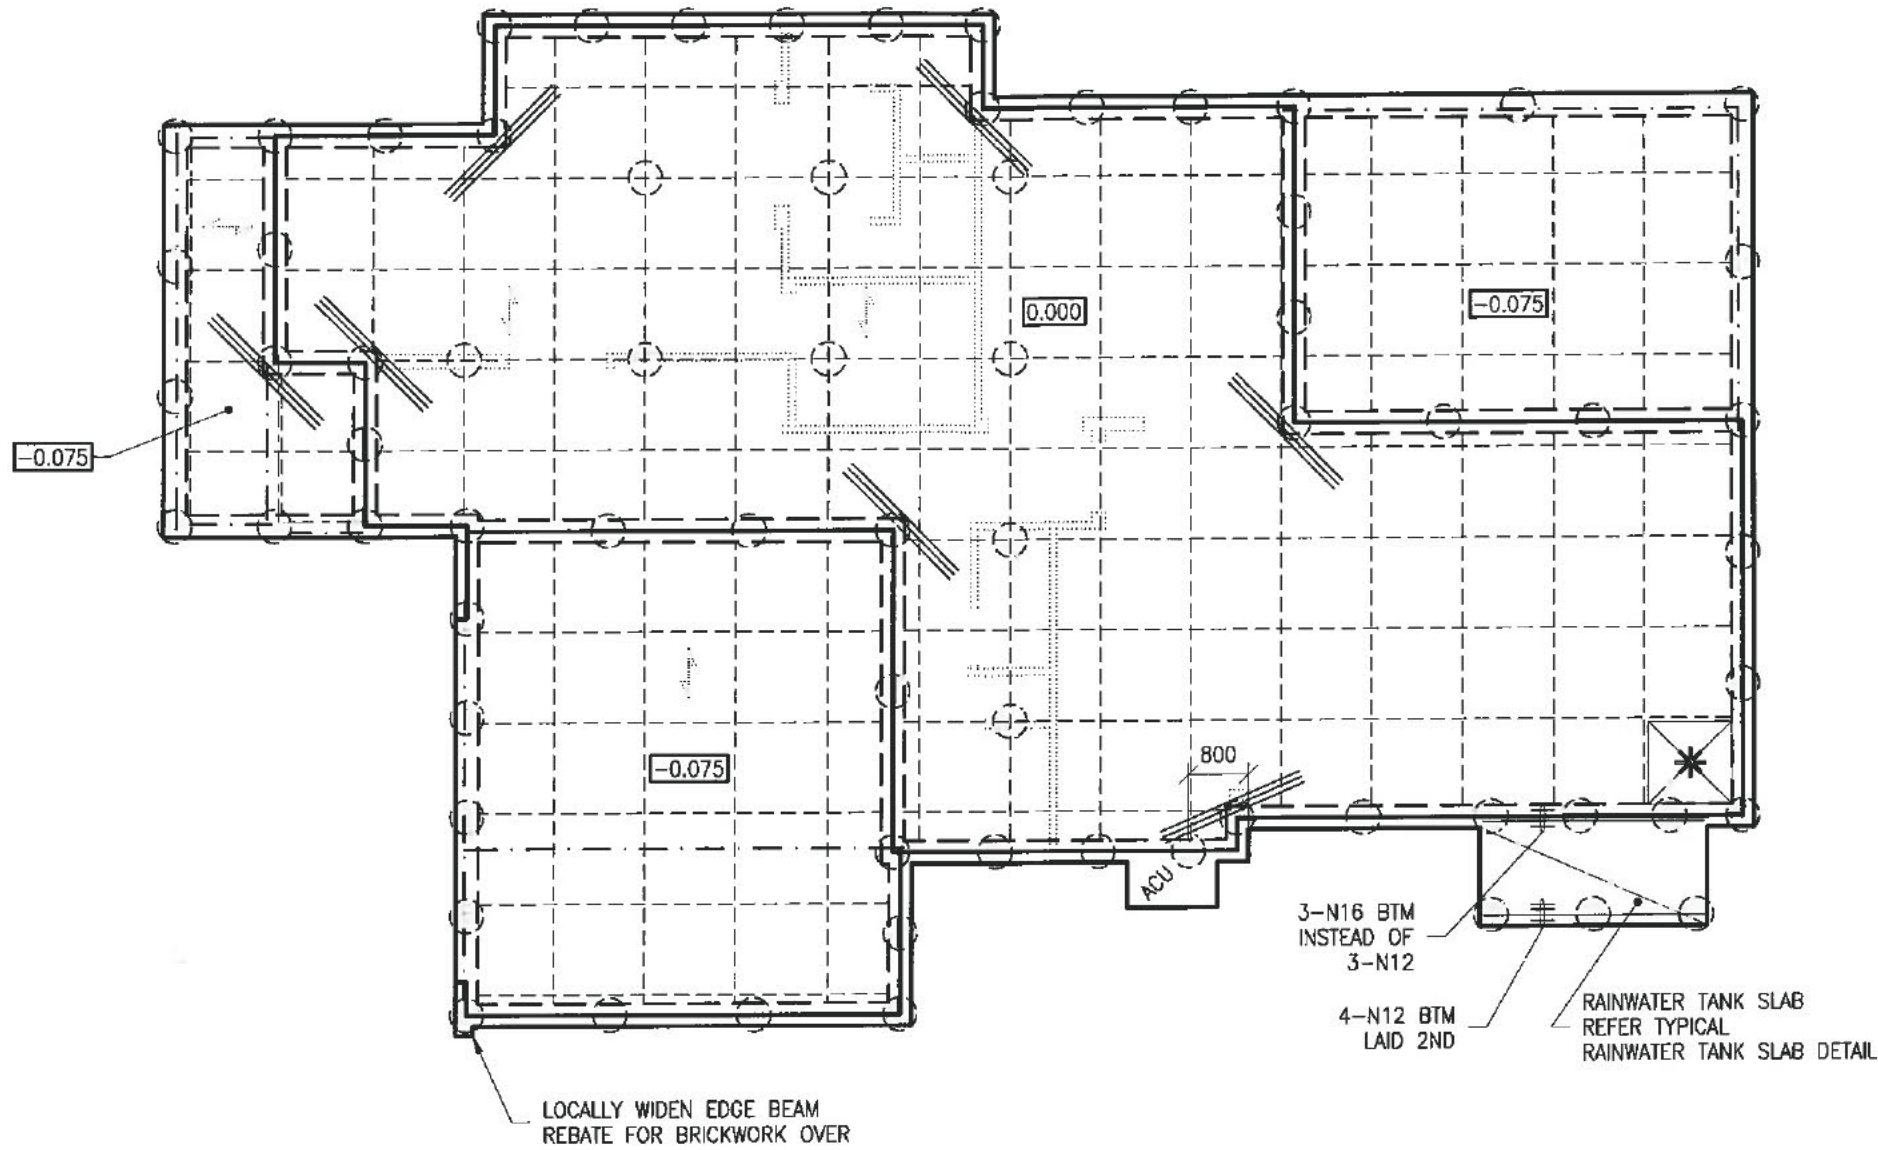 0.000
-0.075
-0.075
-0.075
800
ACU
3-N16 BTM
INSTEAD OF
3-N12
4-N12 BTM
LAID 2ND
RAINWATER TANK SLAB
REFER TYPICAL
RAINWATER TANK SLAB DETAIL
LOCALLY WIDEN EDGE BEAM
REBATE FOR BRICKWORK OVER